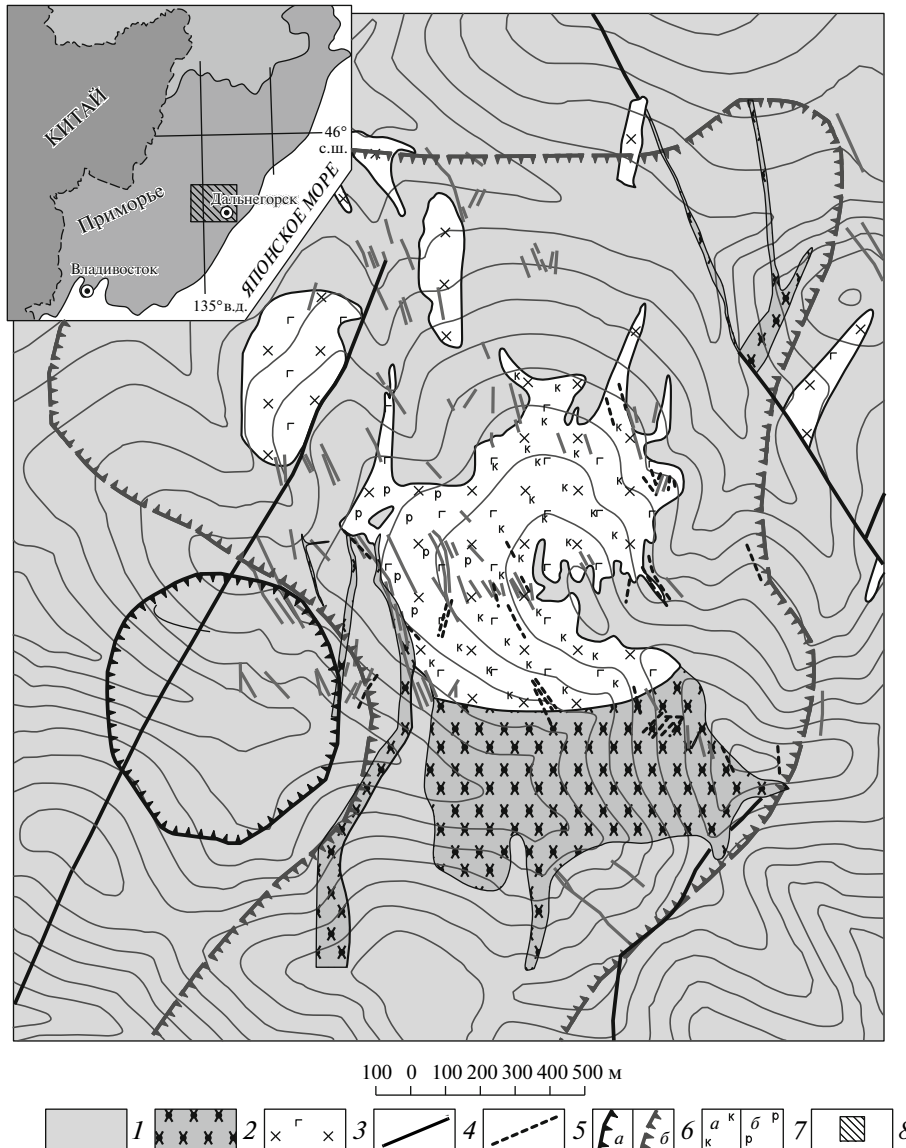 КИТАЙ
46°
с.ш.
Приморье
Дальнегорск
ЯПОНСКОЕ МОРЕ
Владивосток
135°в.д.
100 0 100 200 300 400 500 м
1 2 3 4 5 а б 6 а к к б р р 7 8